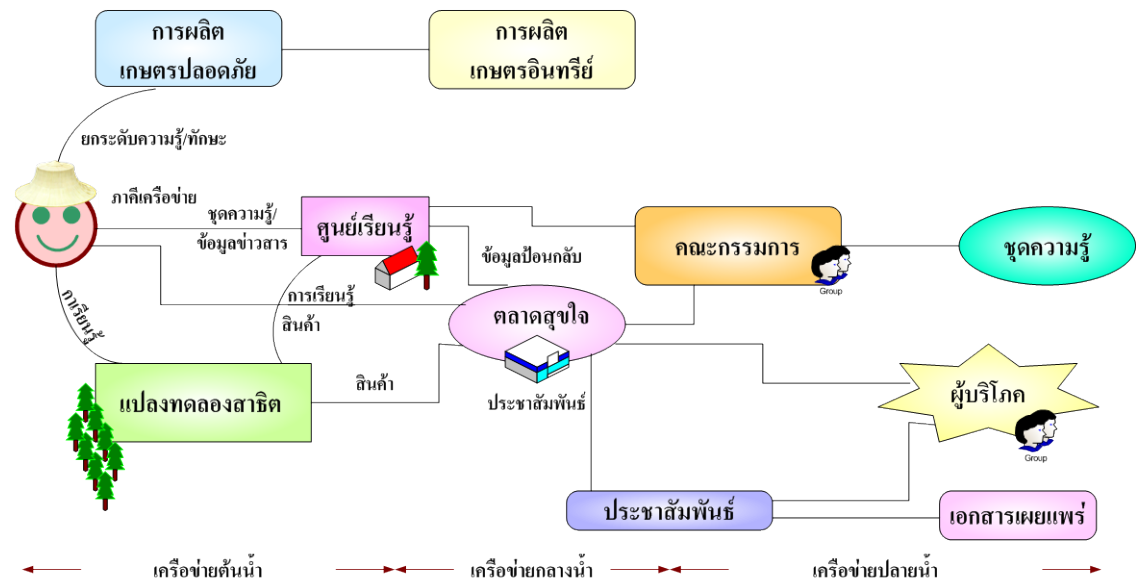 การผลิต
เกษตรปลอดภัย
การผลิต
เกษตรอินทรีย์
ยกระดับความรู้/ทักษะ
ภาคีเครือข่าย
ชุดความรู้/
ข้อมูลข่าวสาร
ศูนย์เรียนรู้
ข้อมูลป้อนกลับ
คณะกรรมการ
Group
ชุดความรู้
การเรียนรู้
สินค้า
ตลาดสุขใจ
กาเรียนรู้
แปลงทดลองสาธิต
สินค้า
ประชาสัมพันธ์
ผู้บริโภค
Group
ประชาสัมพันธ์
เอกสารเผยแพร่
เครือข่ายต้นน้ำ
เครือข่ายกลางน้ำ
เครือข่ายปลายน้ำ